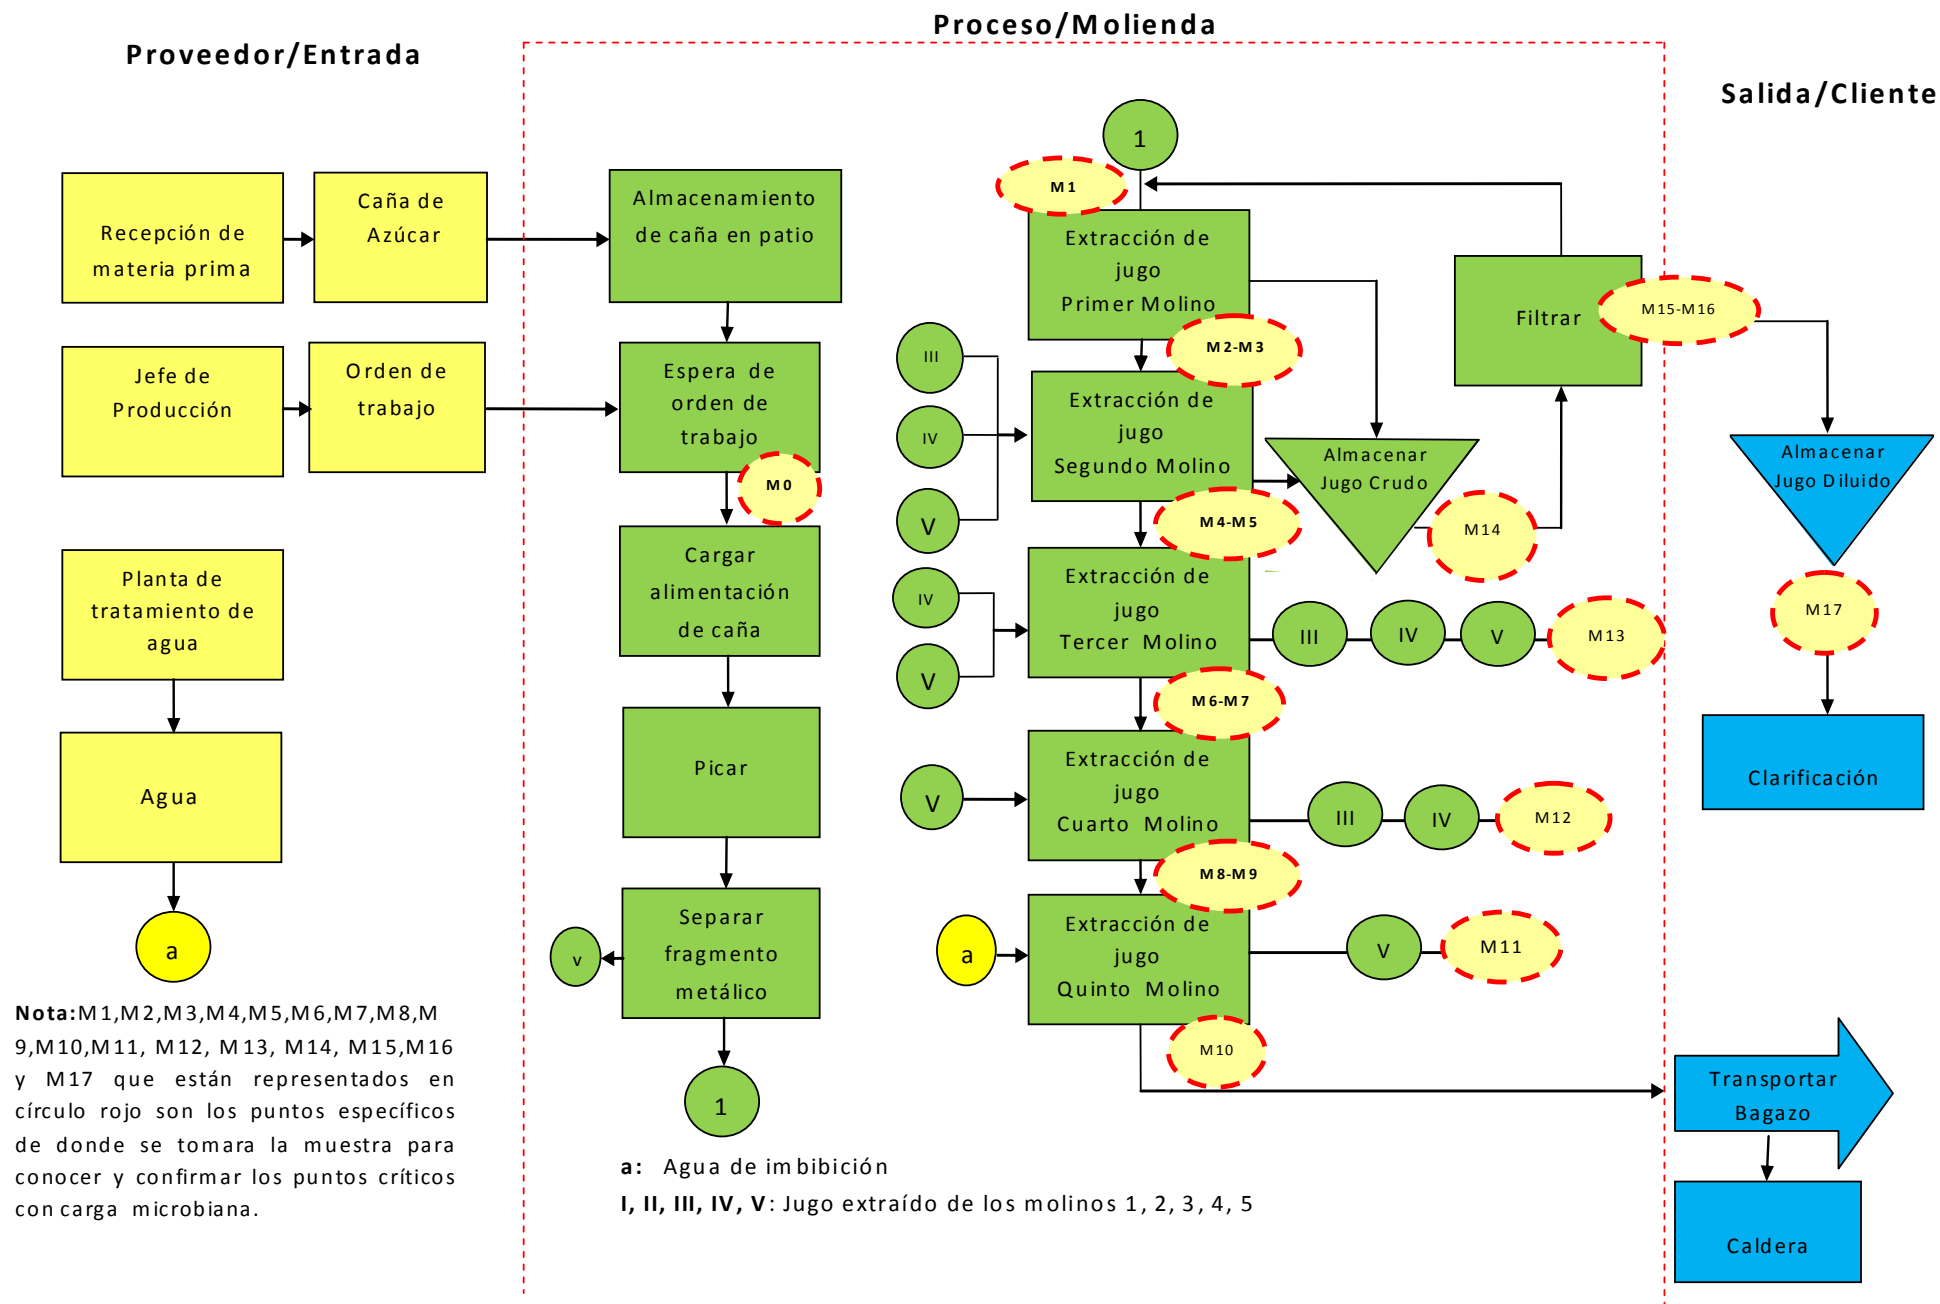 Proceso/Molienda
Proveedor/Entrada
Salida/Cliente
Recepción de
materia prima
Caña de
Azúcar
Jefe de
Producción
Orden de
trabajo
Planta de
tratamiento de
agua
Agua
a
Nota:M1,M2,M3,M4,M5,M6,M7,M8,M
9,M10,M11, M12, M13, M14, M15,M16
y M17 que están representados en
círculo rojo son los puntos específicos
de donde se tomara la muestra para
conocer y confirmar los puntos críticos
con carga microbiana.
Almacenamiento
de caña en patio
Espera de
orden de
trabajo
M0
Cargar
alimentación
de caña
Picar
Separar
fragmento
metálico
v
1
1
M1
Extracción de
jugo
Primer Molino
M2-M3
III
IV
V
Extracción de
jugo
Segundo Molino
M4-M5
IV
V
Extracción de
jugo
Tercer Molino
III
IV
V
M13
M6-M7
V
Extracción de
jugo
Cuarto Molino
III
IV
M12
M8-M9
a
Extracción de
jugo
Quinto Molino
V
M11
M10
Almacenar
Jugo Crudo
M14
Filtrar
M15-M16
Almacenar
Jugo Diluido
M17
Clarificación
Transportar
Bagazo
Caldera
a: Agua de imbibición
I, II, III, IV, V: Jugo extraído de los molinos 1, 2, 3, 4, 5